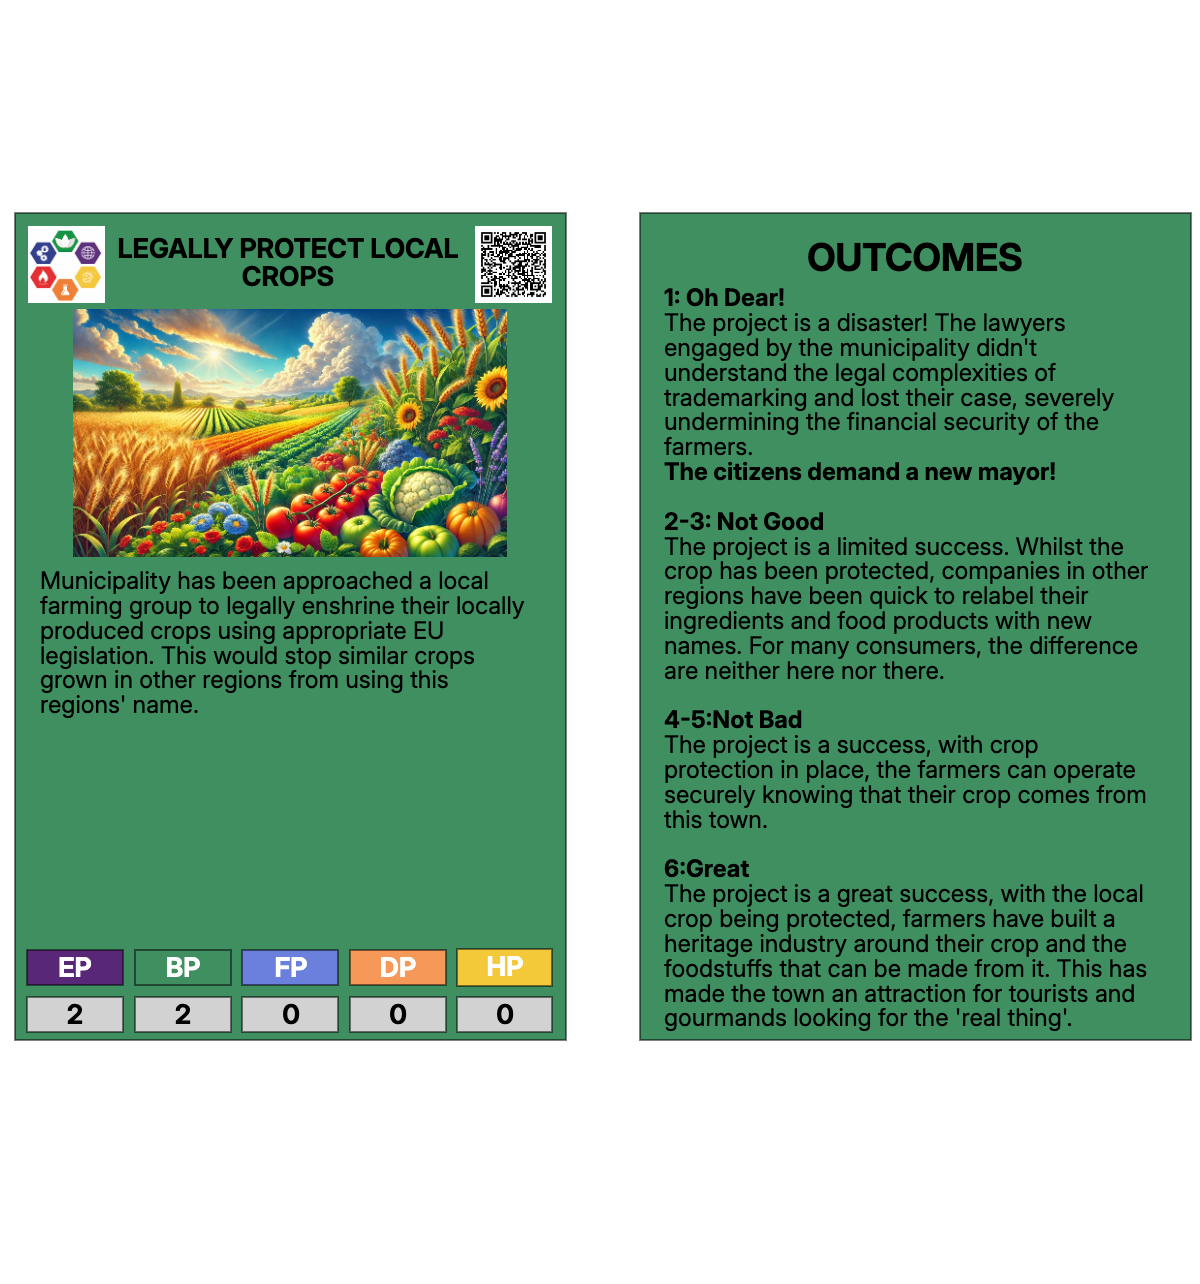 LEGALLY PROTECT LOCAL
CROPS
Municipality has been approached a local
farming group to legally enshrine their locally
produced crops using appropriate EU
legislation. This would stop similar crops
grown in other regions from using this
regions' name.
EP BP FP DP HP
2 2 0 0 0
OUTCOMES
1: Oh Dear!
The project is a disaster! The lawyers
engaged by the municipality didn't
understand the legal complexities of
trademarking and lost their case, severely
undermining the financial security of the
farmers.
The citizens demand a new mayor!
2-3: Not Good
The project is a limited success. Whilst the
crop has been protected, companies in other
regions have been quick to relabel their
ingredients and food products with new
names. For many consumers, the difference
are neither here nor there.
4-5:Not Bad
The project is a success, with crop
protection in place, the farmers can operate
securely knowing that their crop comes from
this town.
6:Great
The project is a great success, with the local
crop being protected, farmers have built a
heritage industry around their crop and the
foodstuffs that can be made from it. This has
made the town an attraction for tourists and
gourmands looking for the 'real thing'.